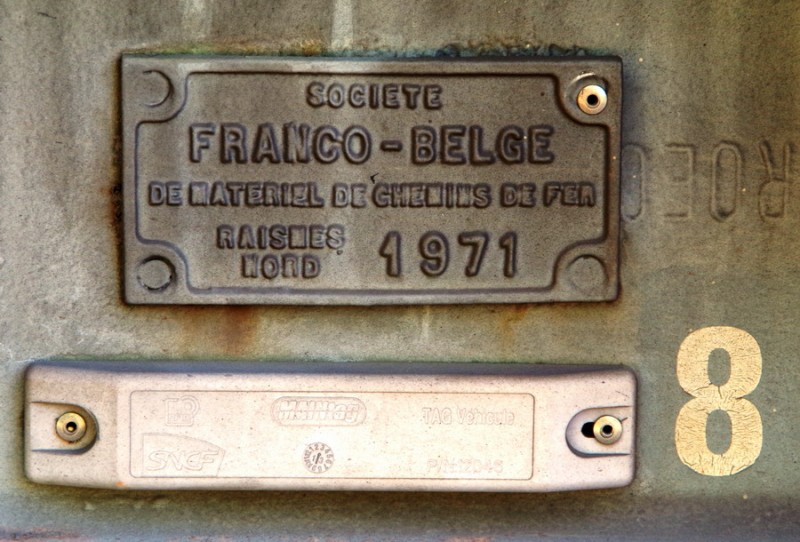 SOCIETE
FRANCO-BELGE
DE MATERIEL DE CHEMINS DE FER
RAISMES
NORD
1971
TAG Véhicule
SNCF
8